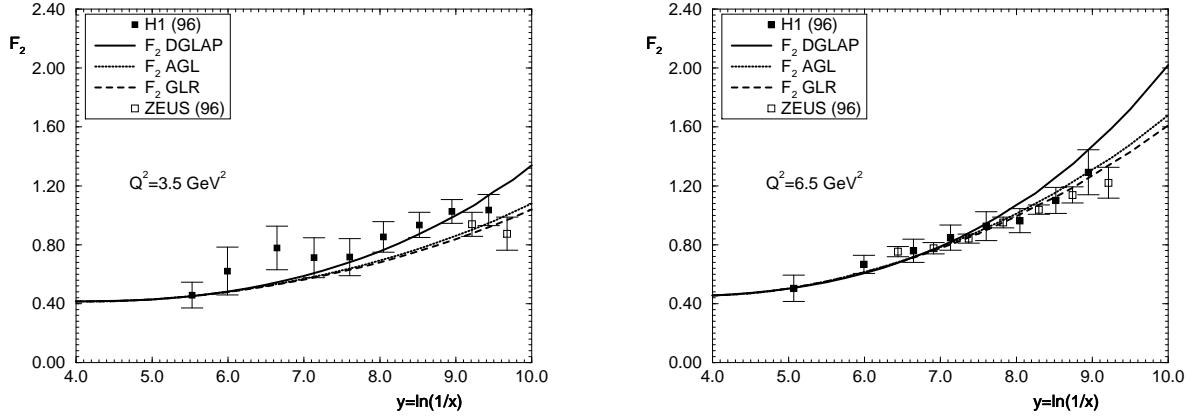 2.40
F2
H1 (96)
F2 DGLAP
F2 AGL
F2 GLR
ZEUS (96)
2.00
1.60
1.20
Q²=3.5 GeV²
0.80
0.40
0.00
4.0 5.0 6.0 7.0 8.0 9.0 10.0
y=ln(1/x)
2.40
F2
H1 (96)
F2 DGLAP
F2 AGL
F2 GLR
ZEUS (96)
2.00
1.60
1.20
Q²=6.5 GeV²
0.80
0.40
0.00
4.0 5.0 6.0 7.0 8.0 9.0 10.0
y=ln(1/x)